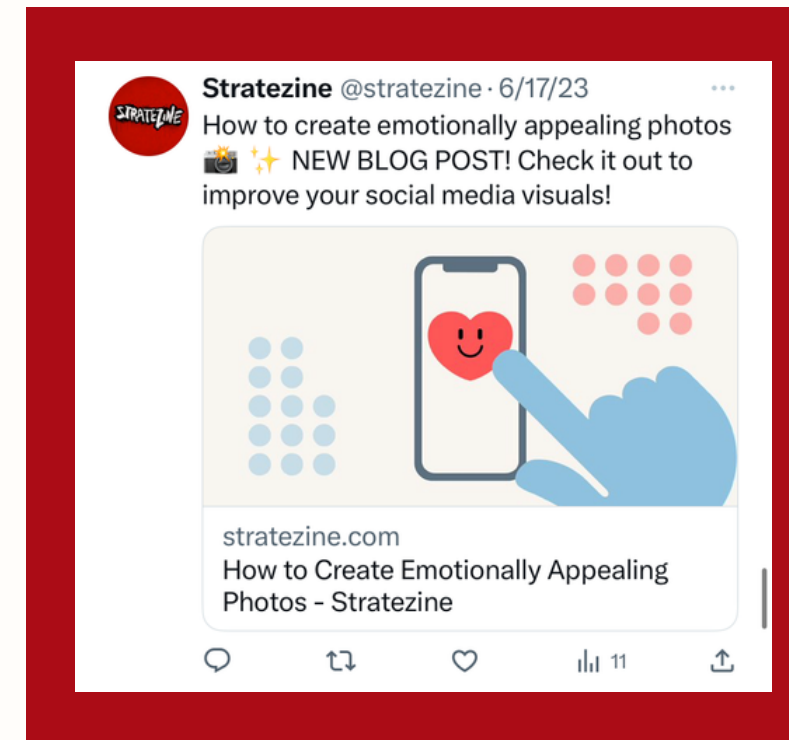 STRATEZINE
Stratezine @stratezine · 6/17/23
How to create emotionally appealing photos
📸 ✨ NEW BLOG POST! Check it out to
improve your social media visuals!
stratezine.com
How to Create Emotionally Appealing
Photos - Stratezine
11